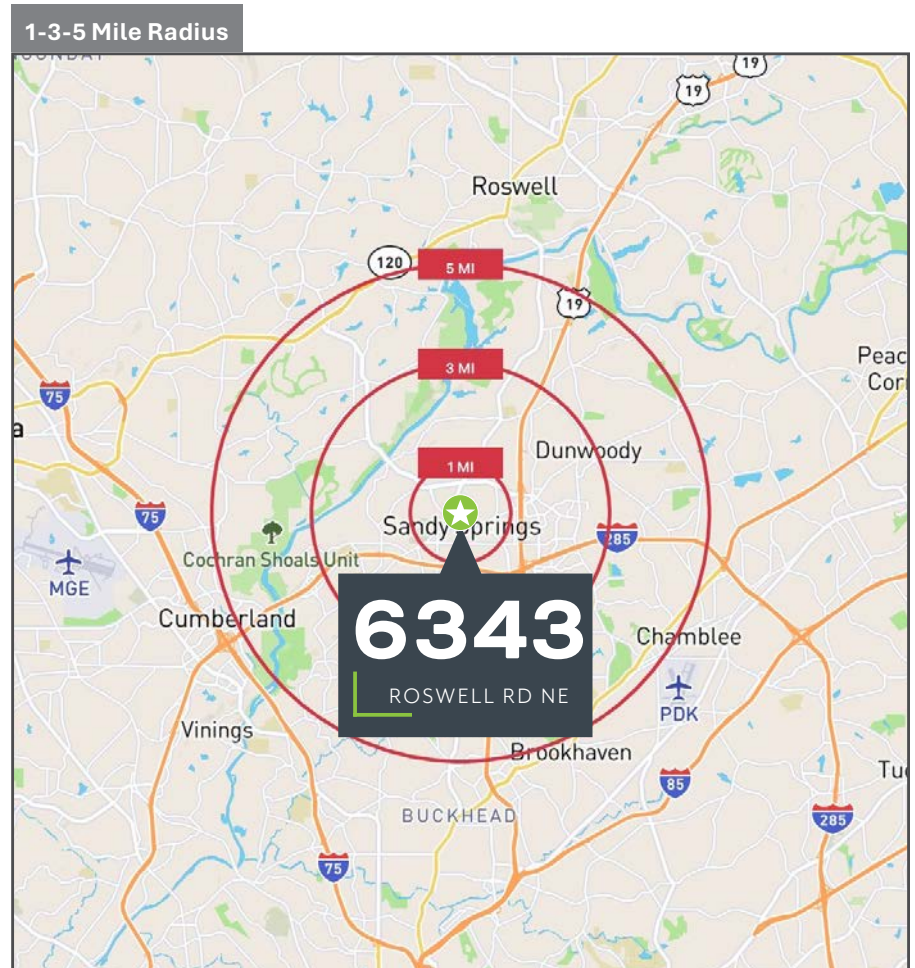 1-3-5 Mile Radius
19
19
Roswell
120
5 MI
19
3 MI
Peac
Cor
75
a
Dunwoody
1 MI
75
Sandy Springs
285
Cochran Shoals Unit
MGE
6343
Cumberland
Chamblee
ROSWELL RD NE
PDK
Vinings
Brookhaven
Tu
85
BUCKHEAD
285
75